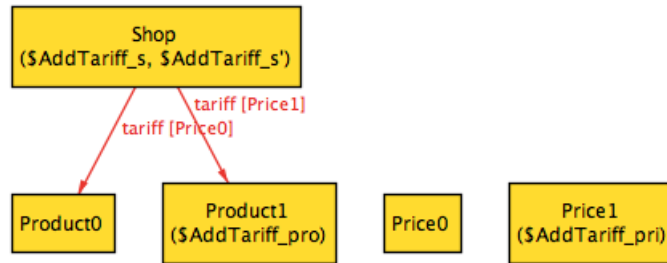 Shop
($AddTariff_s, $AddTariff_s')
tariff [Price1]
tariff [Price0]
Product0
Product1
($AddTariff_pro)
Price0
Price1
($AddTariff_pri)